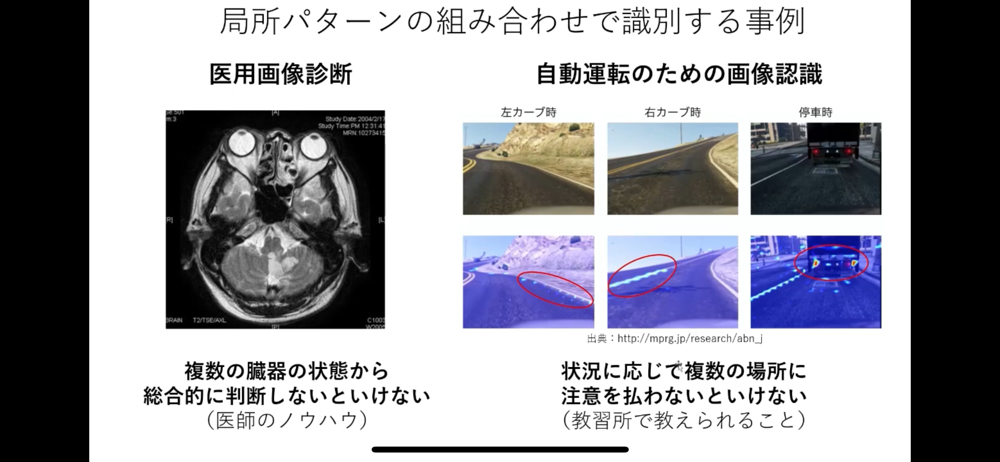 局所パターンの組み合わせで識別する事例
医用画像診断
Se:501
m:3
[A]
Study Date:2004/2/17
Study Time:PM 12:31:41
MRN:10273415
[R]
[L
BRAIN T2/TSE/AXL
[P]
C1003
W2005
複数の臓器の状態から
総合的に判断しないといけない
（医師のノウハウ）
自動運転のための画像認識
左カーブ時
右カーブ時
停車時
出典：http://mprg.jp/research/abn_j
状況に応じて複数の場所に
注意を払わないといけない
（教習所で教えられること）